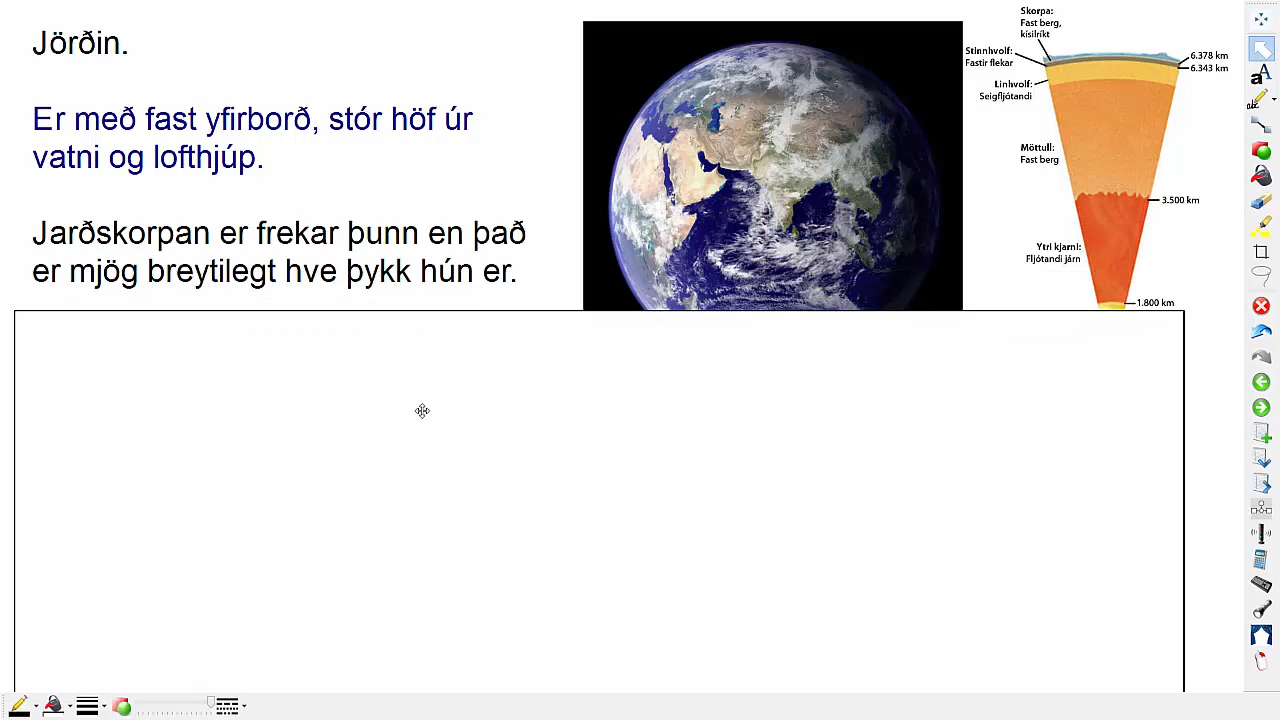 Jörðin.
Er með fast yfirborð, stór höf úr
vatni og lofthjúp.
Jarðskorpan er frekar þunn en það
er mjög breytilegt hve þykk hún er.
Skorpa:
Fast berg,
kísilríkt
Stinnhvolf:
Fastir flekar
6.378 km
6.343 km
Linhvolf:
Seigfljótandi
Möttull:
Fast berg
3.500 km
Ytri kjarni:
Fljótandi járn
1.800 km